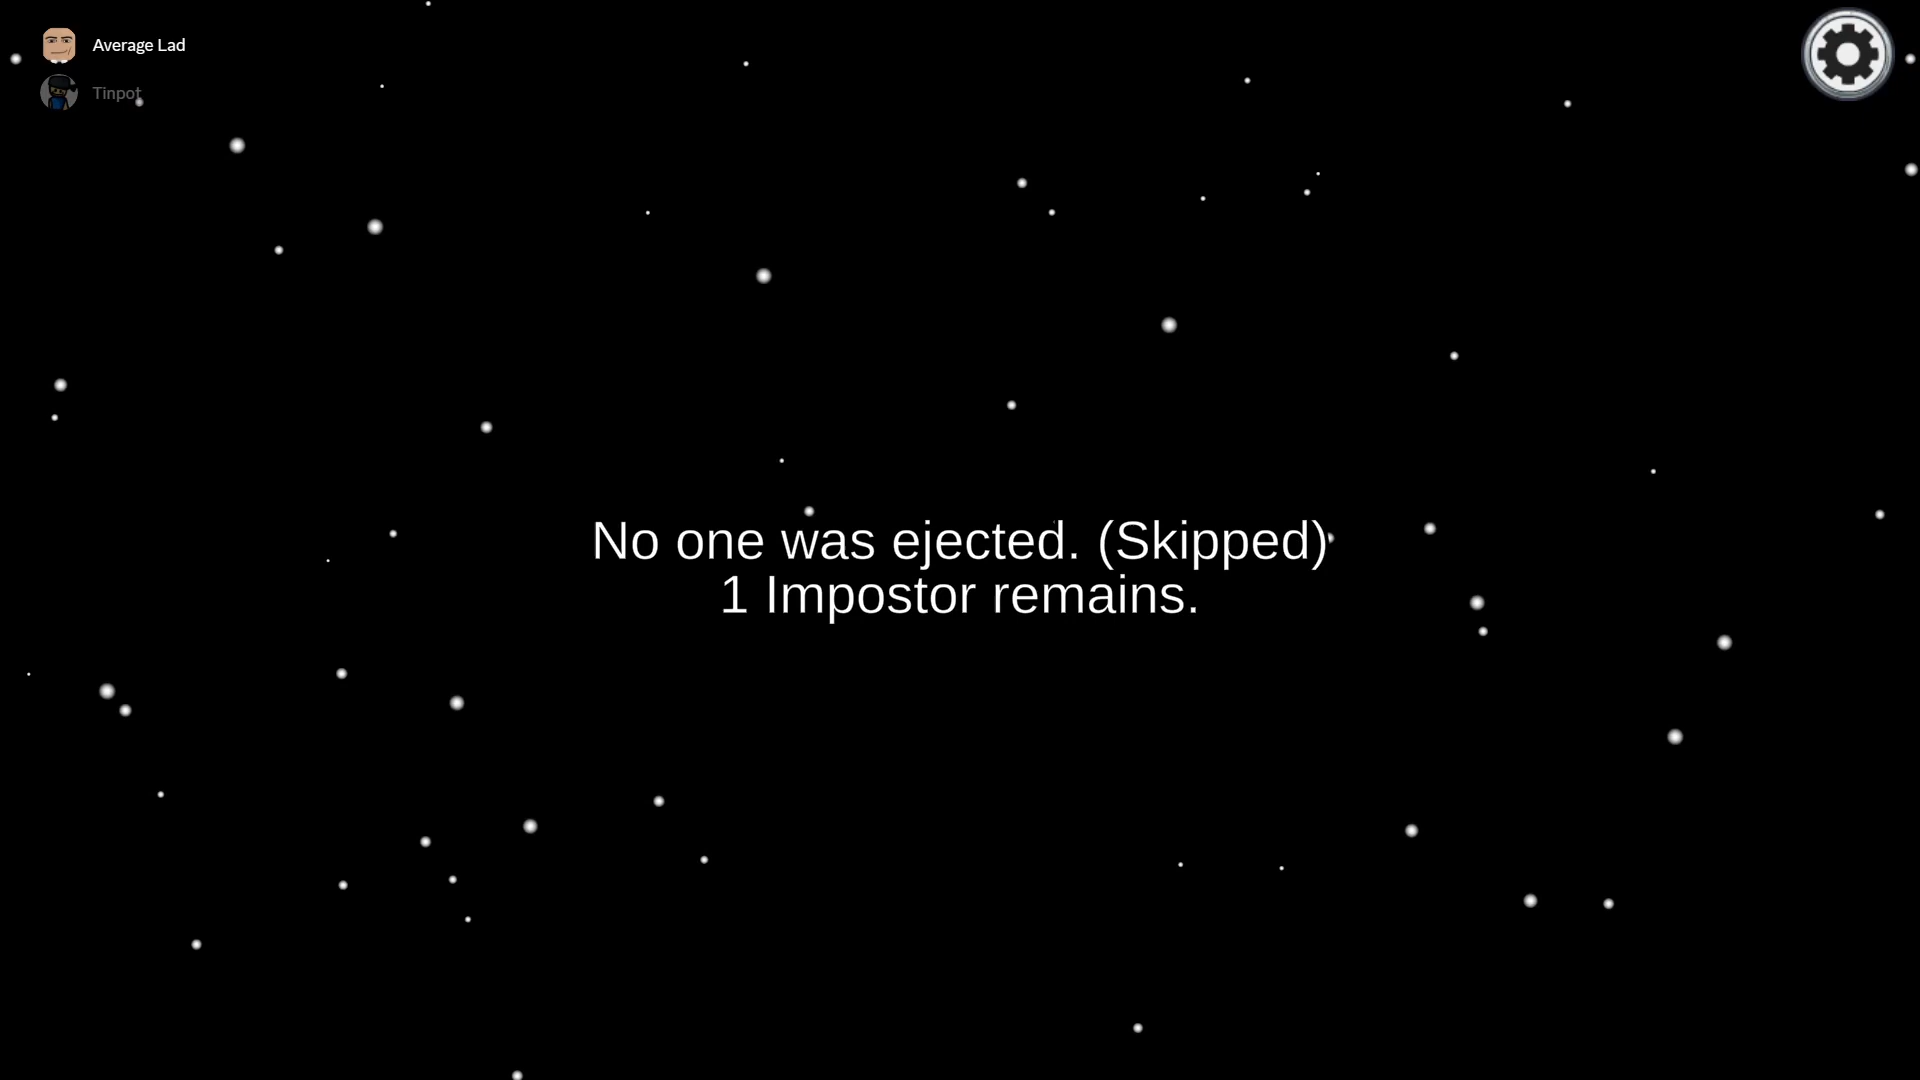 Average Lad
Tinpot
No one was ejected. (Skipped)
1 Impostor remains.